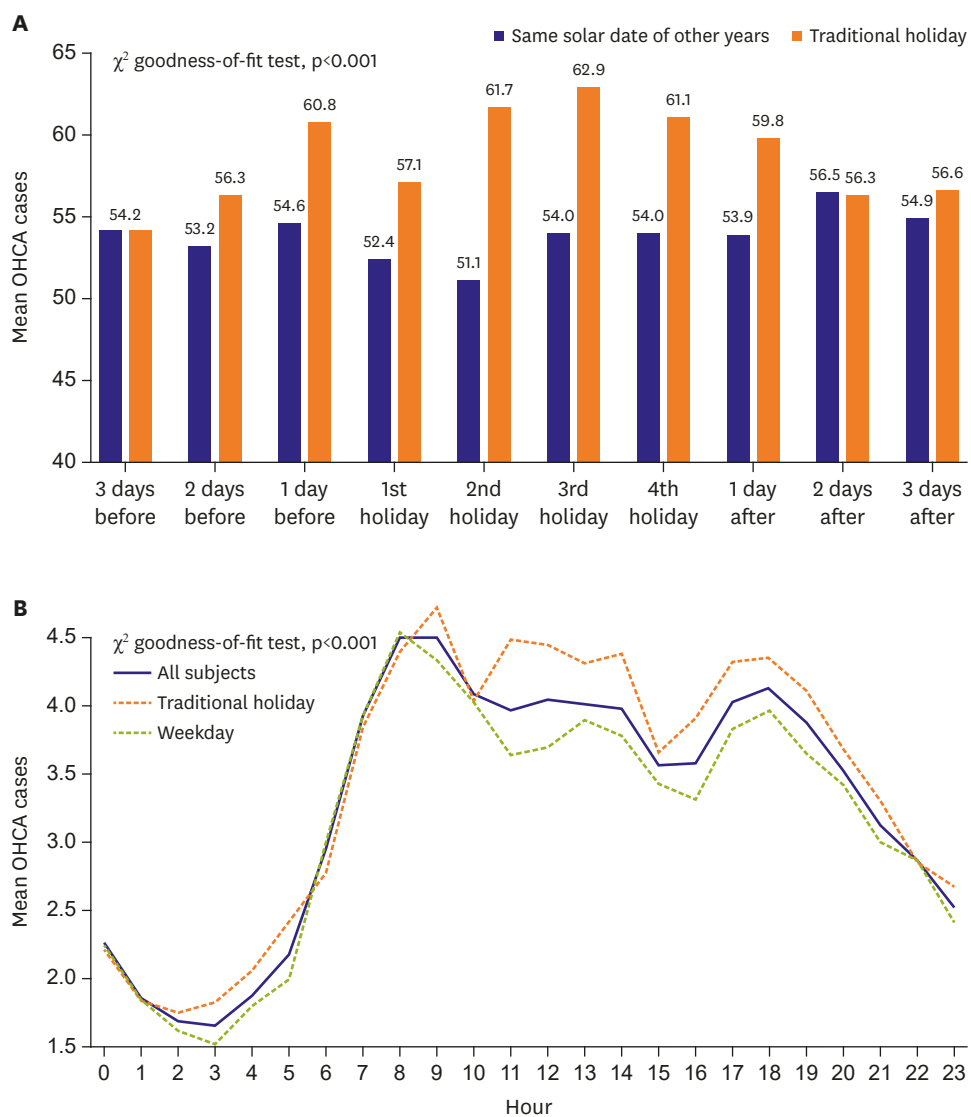 A
Same solar date of other years
Traditional holiday
χ² goodness-of-fit test, p<0.001
Mean OHCA cases
65
60
55
50
45
40
54.2
53.2
56.3
54.6
60.8
52.4
57.1
51.1
61.7
54.0
62.9
54.0
61.1
53.9
59.8
56.5
56.3
54.9
56.6
3 days before
2 days before
1 day before
1st holiday
2nd holiday
3rd holiday
4th holiday
1 day after
2 days after
3 days after
B
χ² goodness-of-fit test, p<0.001
All subjects
Traditional holiday
Weekday
Mean OHCA cases
4.5
4.0
3.5
3.0
2.5
2.0
1.5
0 1 2 3 4 5 6 7 8 9 10 11 12 13 14 15 16 17 18 19 20 21 22 23
Hour